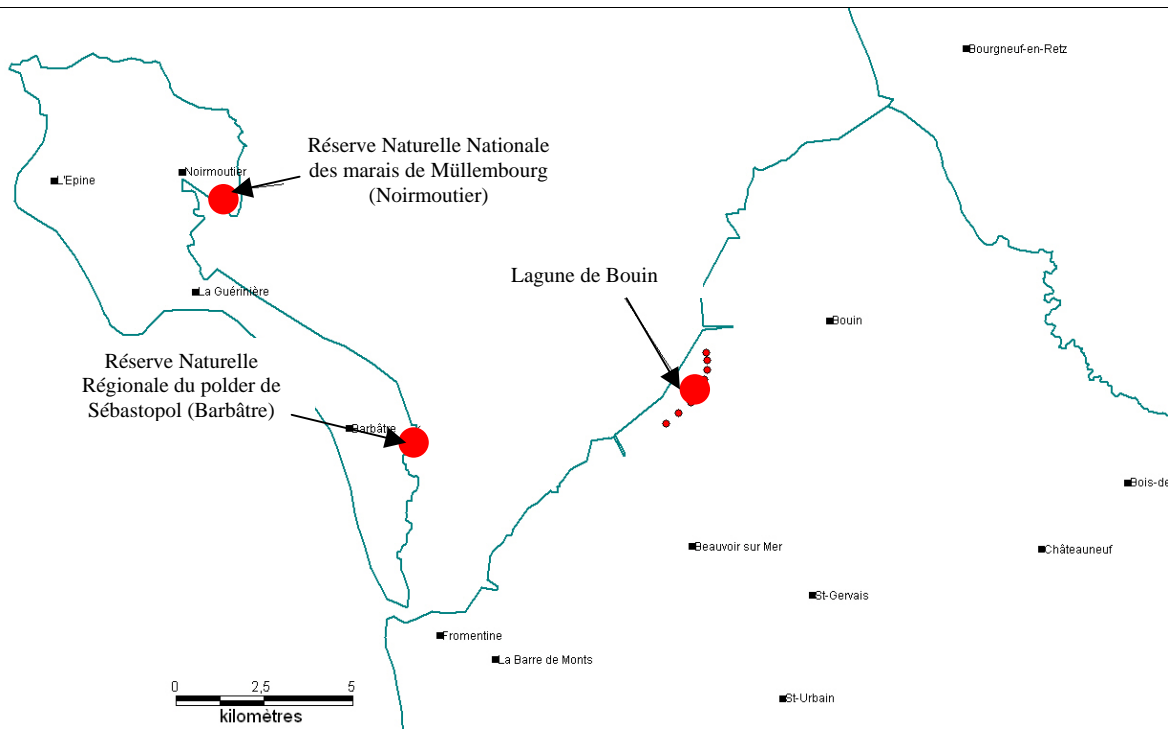 Bourgneuf-en-Retz
Réserve Naturelle Nationale
des marais de Müllembourg
(Noirmoutier)
Noirmoutier
L'Epine
Lagune de Bouin
La Guérinière
Bouin
Réserve Naturelle
Régionale du polder de
Sébastopol (Barbâtre)
Barbâtre
Bois-de
Beauvoir sur Mer
Châteauneuf
St-Gervais
Fromentine
La Barre de Monts
St-Urbain
0 2,5 5
kilomètres